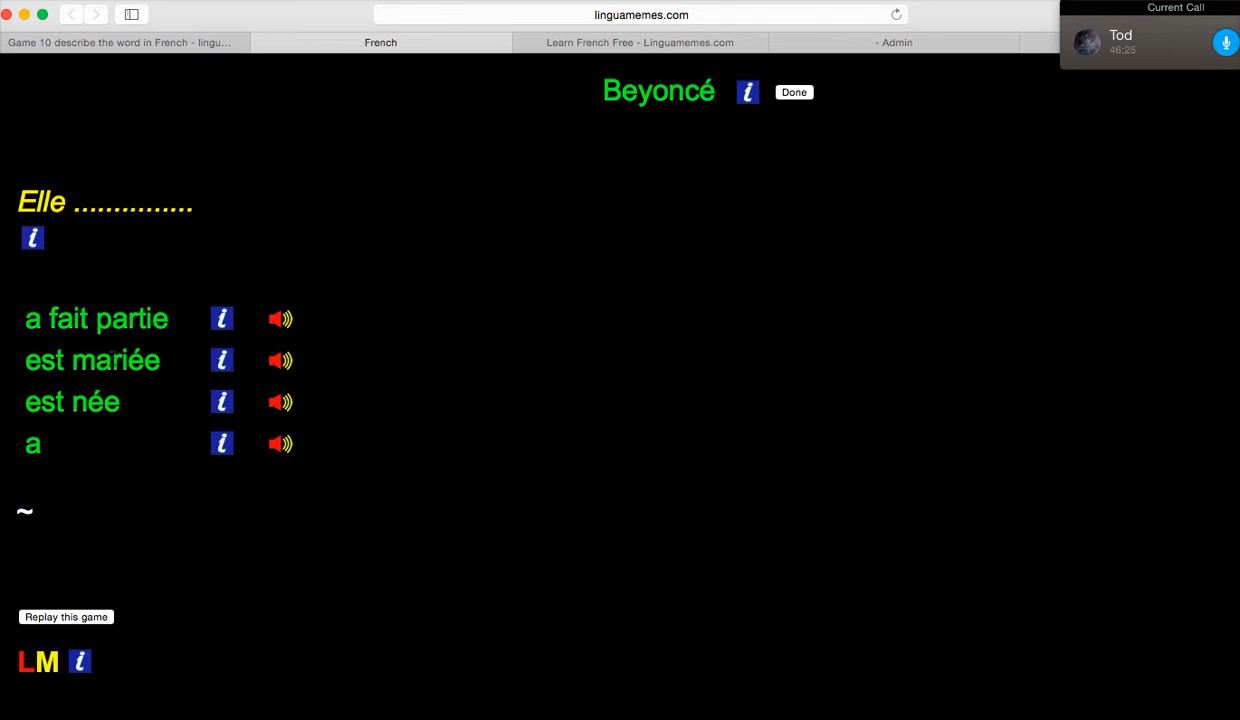 linguamemes.com
Current Call
Tod
46:25
Game 10 describe the word in French - lingu...
French
Learn French Free - Linguamemes.com
- Admin
Beyoncé i Done
Elle ...............
i
a fait partie i
est mariée i
est née i
a i
~
Replay this game
LM i